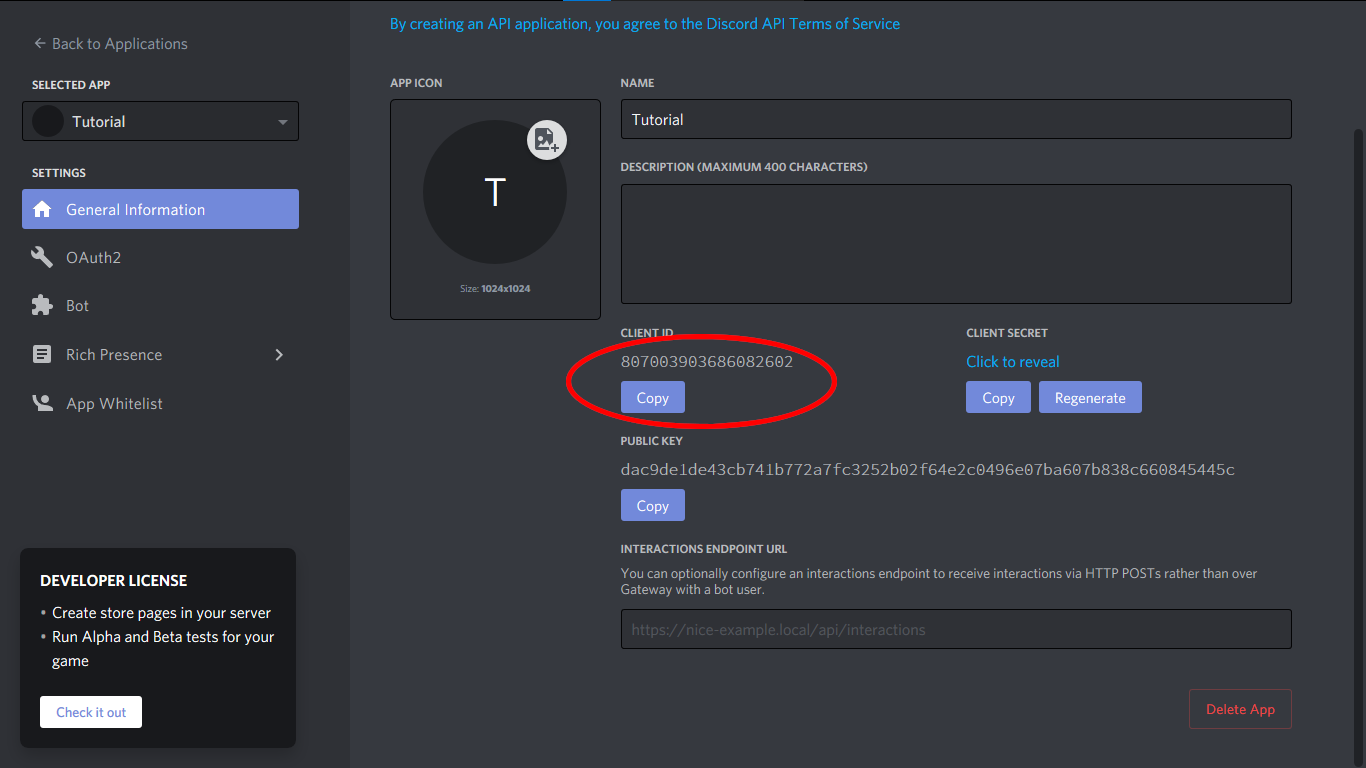 By creating an API application, you agree to the Discord API Terms of Service
Back to Applications
SELECTED APP
Tutorial
SETTINGS
General Information
OAuth2
Bot
Rich Presence
App Whitelist
DEVELOPER LICENSE
• Create store pages in your server
• Run Alpha and Beta tests for your
game
Check it out
APP ICON
T
Size: 1024x1024
NAME
Tutorial
DESCRIPTION (MAXIMUM 400 CHARACTERS)
CLIENT ID
807003903686082602
Copy
CLIENT SECRET
Click to reveal
Copy Regenerate
PUBLIC KEY
dac9de1de43cb741b772a7fc3252b02f64e2c0496e07ba607b838c660845445c
Copy
INTERACTIONS ENDPOINT URL
You can optionally configure an interactions endpoint to receive interactions via HTTP POSTs rather than over
Gateway with a bot user.
https://nice-example.local/api/interactions
Delete App